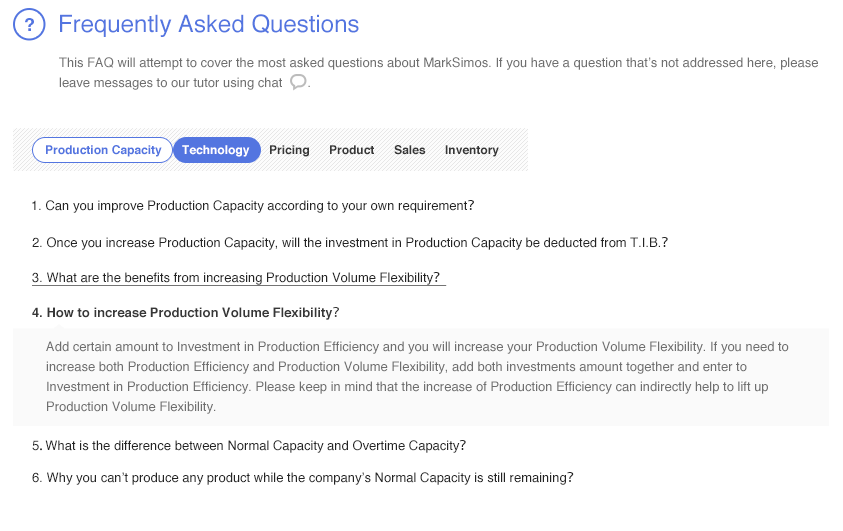 ? Frequently Asked Questions
This FAQ will attempt to cover the most asked questions about MarkSimos. If you have a question that's not addressed here, please
leave messages to our tutor using chat .
Production Capacity Technology Pricing Product Sales Inventory
1. Can you improve Production Capacity according to your own requirement?
2. Once you increase Production Capacity, will the investment in Production Capacity be deducted from T.I.B.?
3. What are the benefits from increasing Production Volume Flexibility?
4. How to increase Production Volume Flexibility?
Add certain amount to Investment in Production Efficiency and you will increase your Production Volume Flexibility. If you need to
increase both Production Efficiency and Production Volume Flexibility, add both investments amount together and enter to
Investment in Production Efficiency. Please keep in mind that the increase of Production Efficiency can indirectly help to lift up
Production Volume Flexibility.
5. What is the difference between Normal Capacity and Overtime Capacity?
6. Why you can't produce any product while the company's Normal Capacity is still remaining?